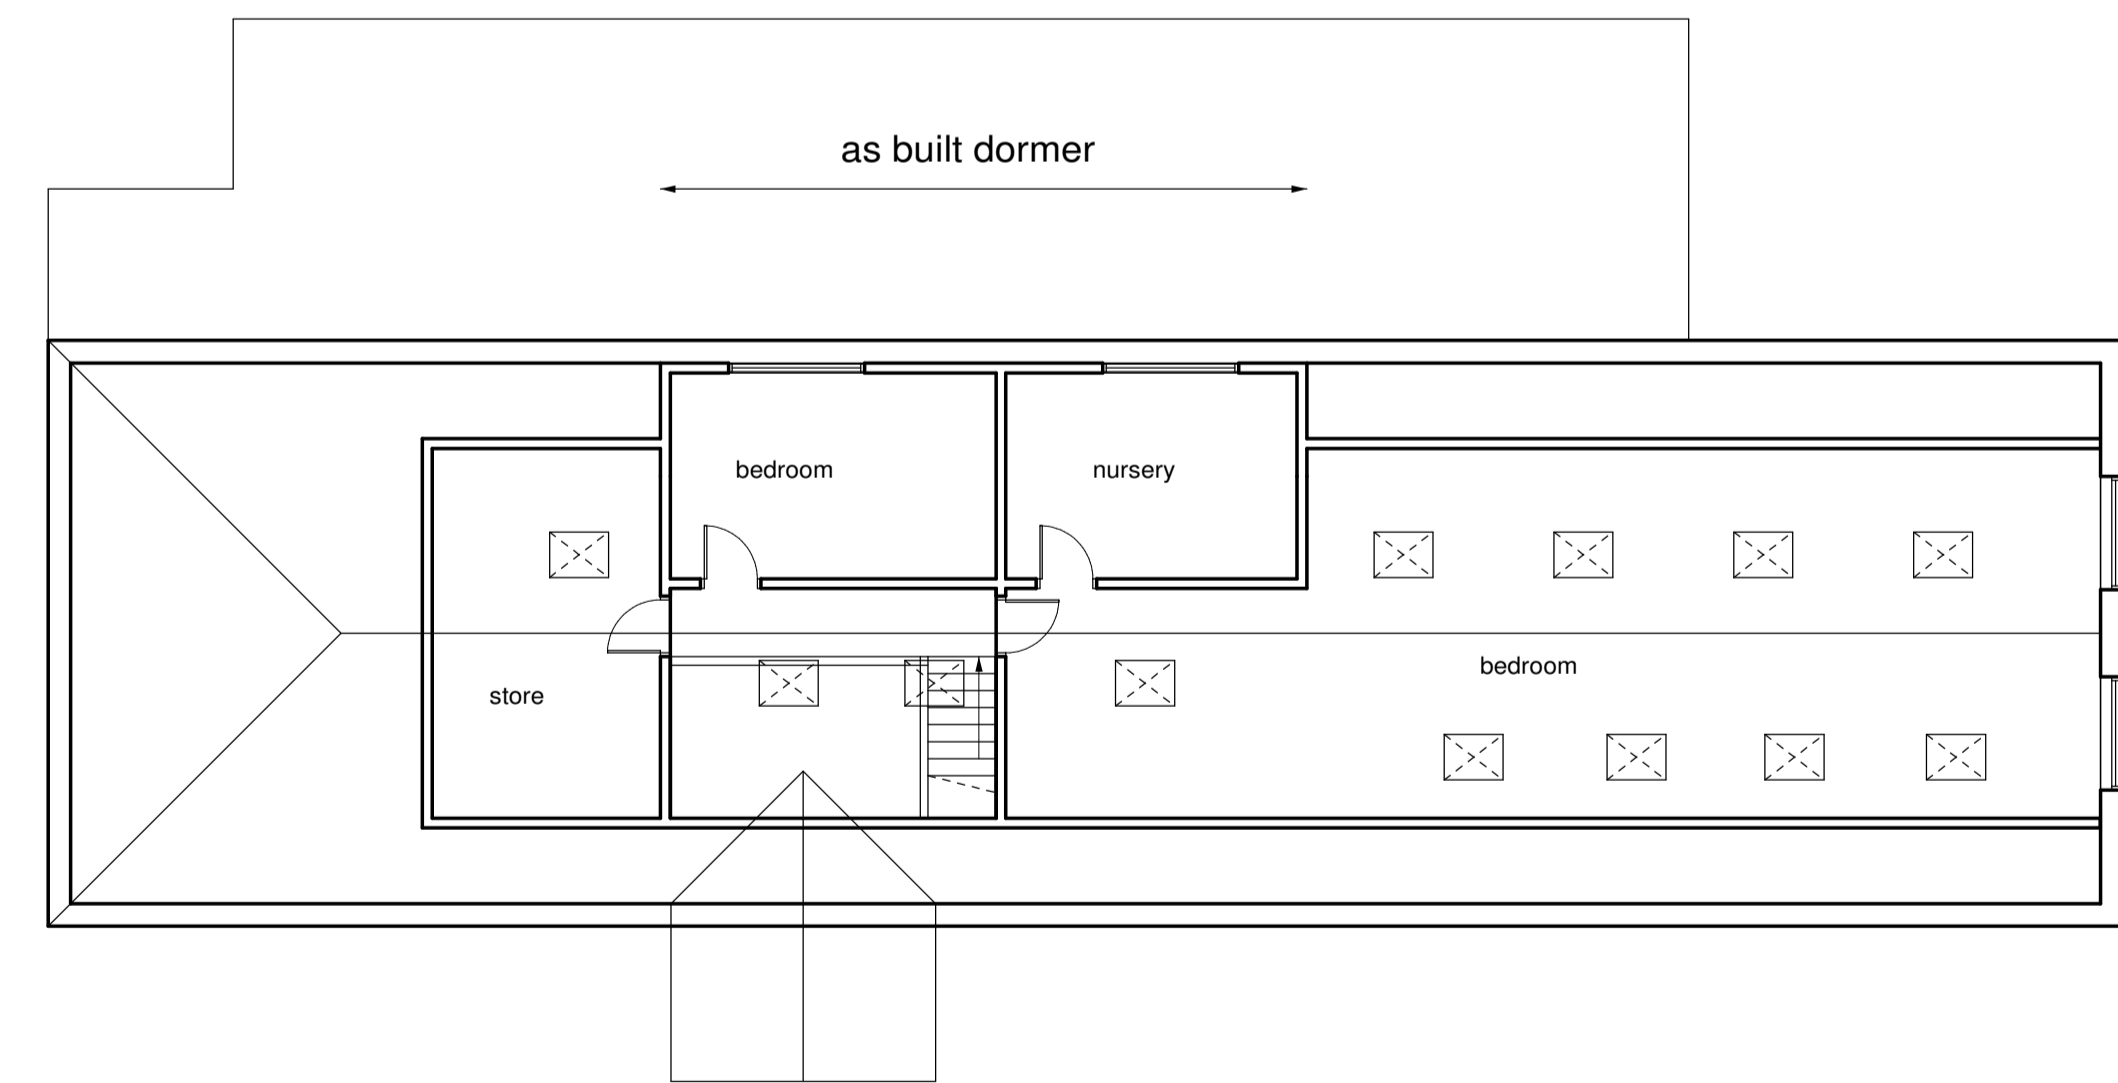 as built dormer
bedroom
nursery
bedroom
store